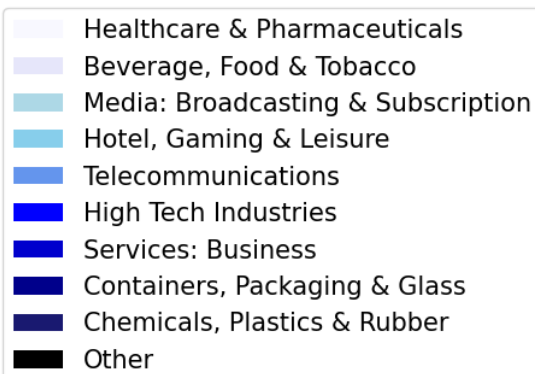 Healthcare & Pharmaceuticals
Beverage, Food & Tobacco
Media: Broadcasting & Subscription
Hotel, Gaming & Leisure
Telecommunications
High Tech Industries
Services: Business
Containers, Packaging & Glass
Chemicals, Plastics & Rubber
Other